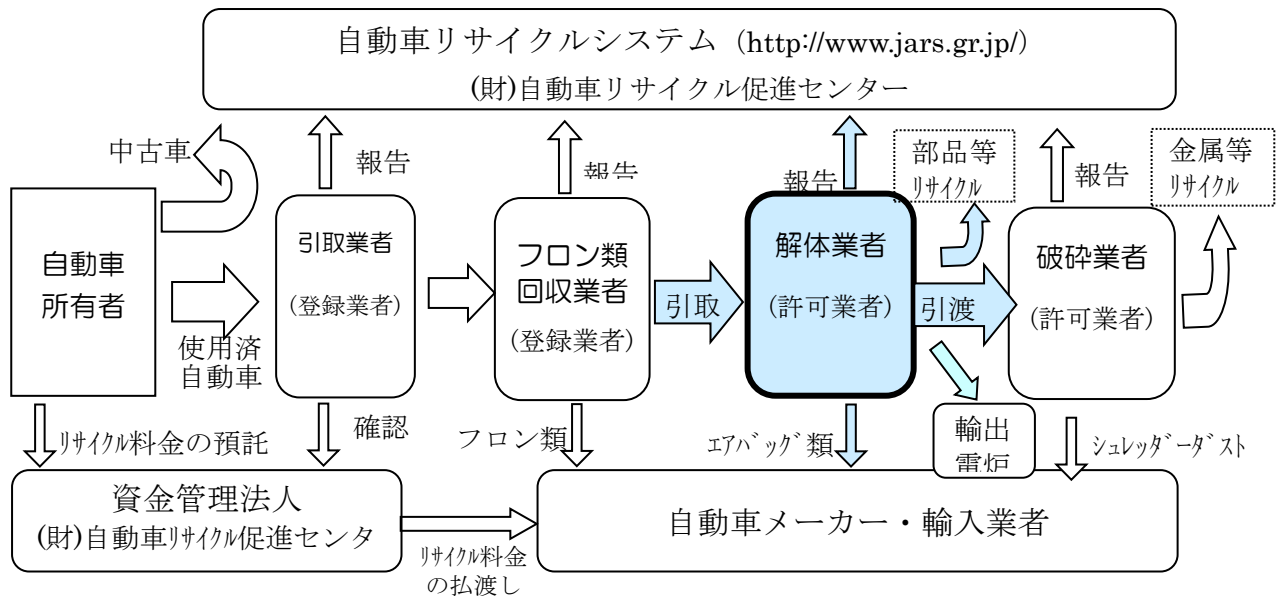 自動車リサイクルシステム（http://www.jars.gr.jp/）
(財)自動車リサイクル促進センター
中古車
報告
報告
報告
部品等
ﾘｻｲｸﾙ
報告
金属等
ﾘｻｲｸﾙ
自動車
所有者
使用済
自動車
引取業者
(登録業者)
フロン類
回収業者
(登録業者)
引取
解体業者
(許可業者)
引渡
破砕業者
(許可業者)
ﾘｻｲｸﾙ料金の預託
確認
フロン類
ｴｱﾊﾞｯｸﾞ類
輸出
電炉
ｼｭﾚｯﾀﾞｰﾀﾞｽﾄ
資金管理法人
(財)自動車ﾘｻｲｸﾙ促進センタ
ﾘｻｲｸﾙ料金
の払渡し
自動車メーカー・輸入業者